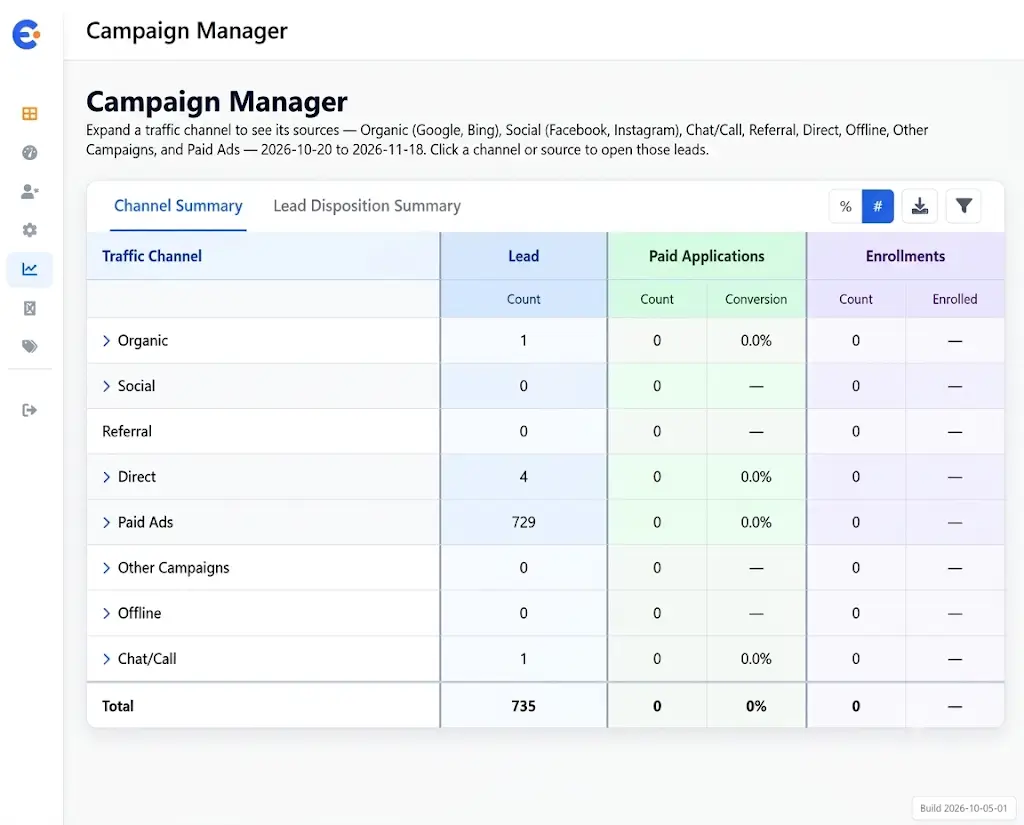 Campaign Manager
Campaign Manager
Expand a traffic channel to see its sources — Organic (Google, Bing), Social (Facebook, Instagram), Chat/Call, Referral, Direct, Offline, Other
Campaigns, and Paid Ads — 2026-10-20 to 2026-11-18. Click a channel or source to open those leads.
Channel Summary Lead Disposition Summary % #
Traffic Channel Lead Paid Applications Enrollments
Count Count Conversion Count Enrolled
Organic 1 0 0.0% 0 —
Social 0 0 — 0 —
Referral 0 0 — 0 —
Direct 4 0 0.0% 0 —
Paid Ads 729 0 0.0% 0 —
Other Campaigns 0 0 — 0 —
Offline 0 0 — 0 —
Chat/Call 1 0 0.0% 0 —
Total 735 0 0% 0 —
Build 2026-10-05-01